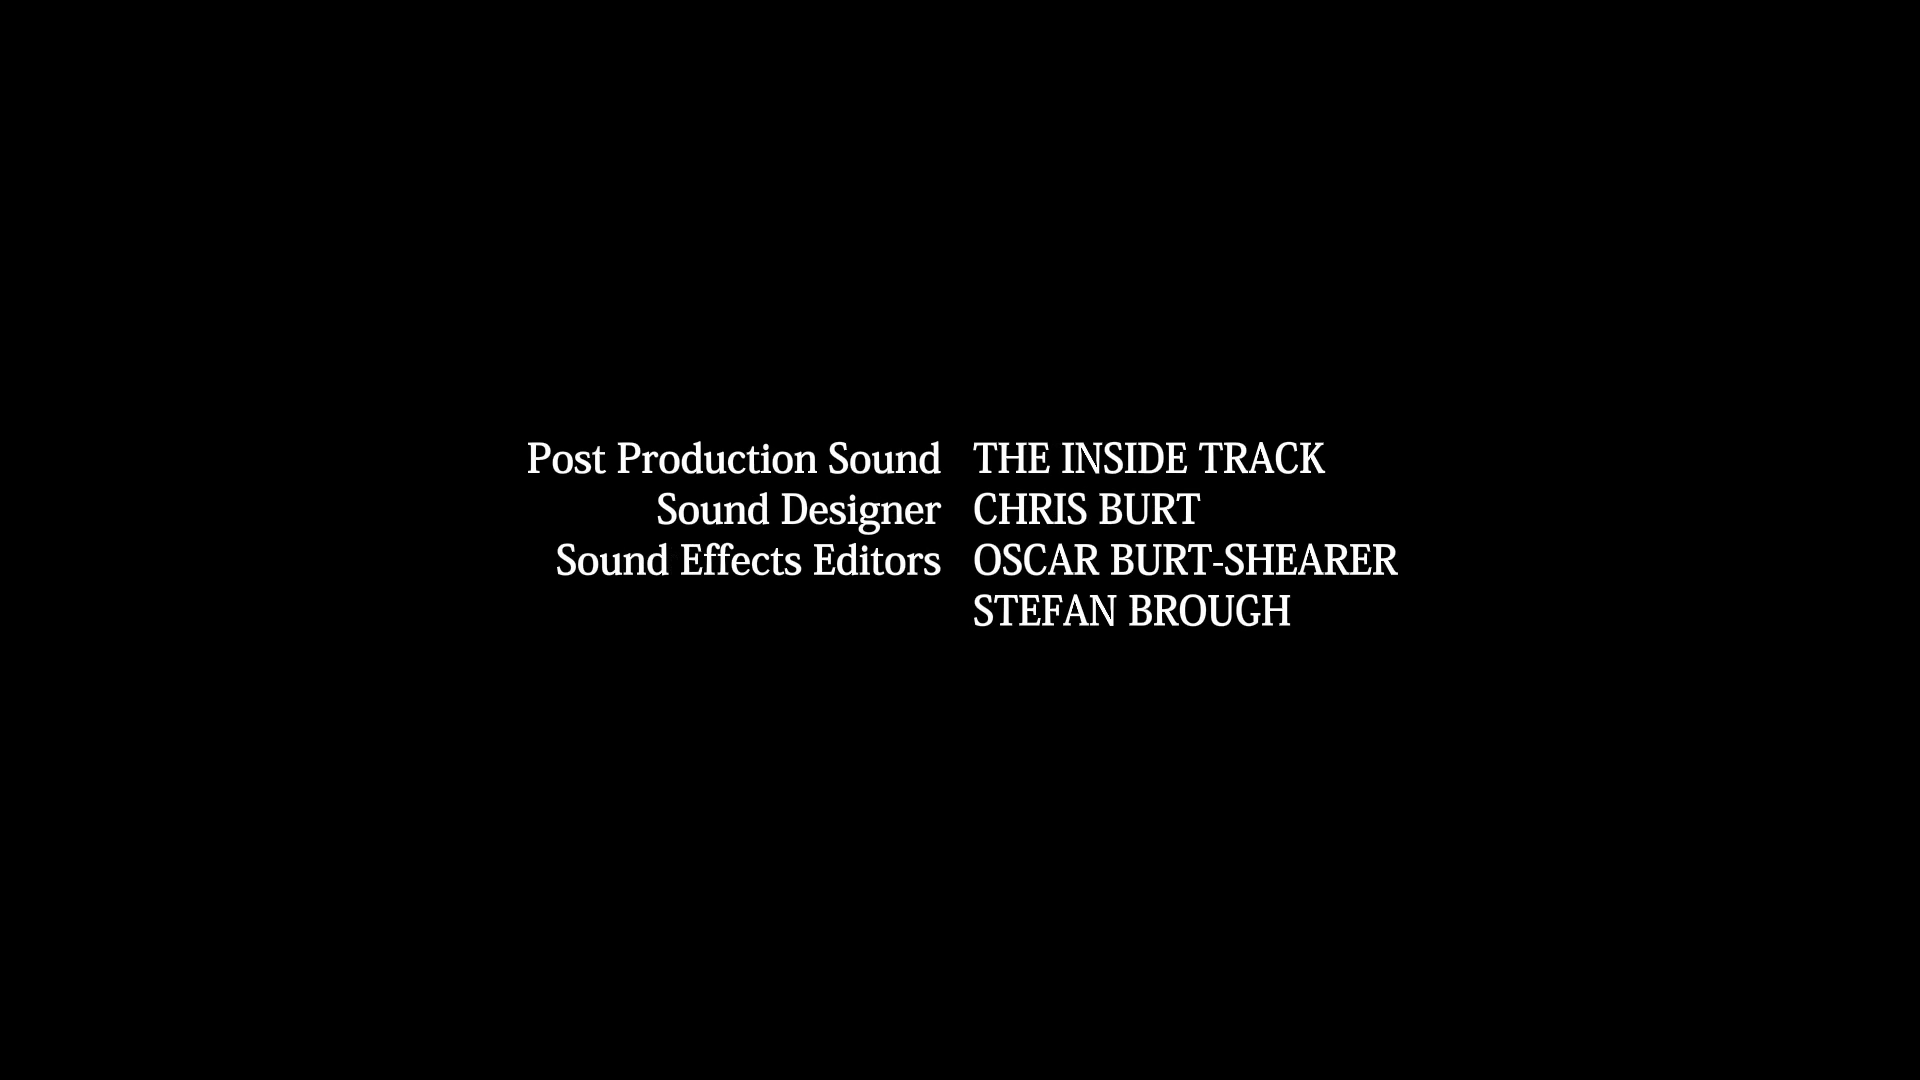 Post Production Sound THE INSIDE TRACK
Sound Designer CHRIS BURT
Sound Effects Editors OSCAR BURT-SHEARER
STEFAN BROUGH